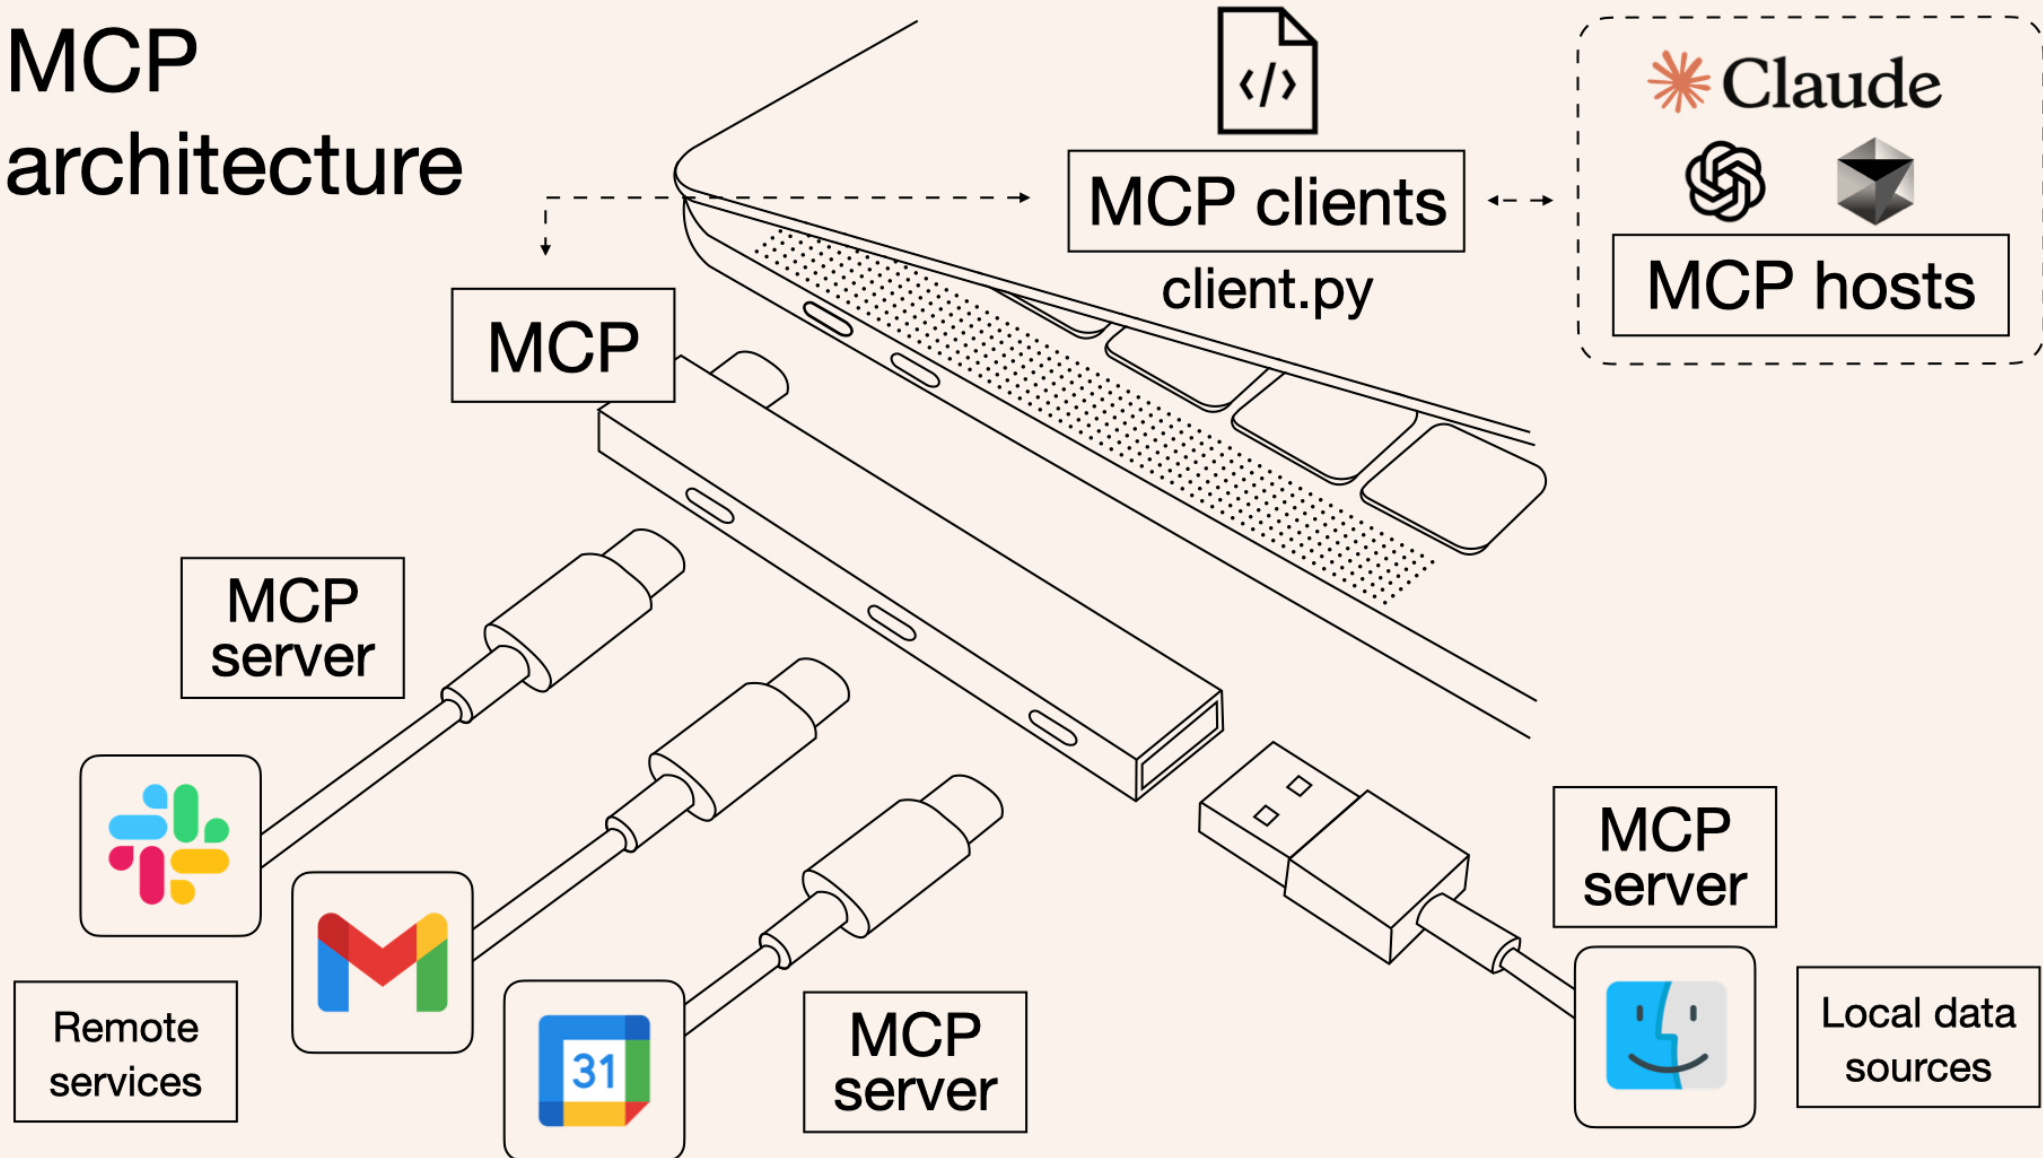 MCP
architecture
</>
MCP clients
client.py
Claude
MCP hosts
MCP
MCP
server
Remote
services
31
MCP
server
MCP
server
Local data
sources